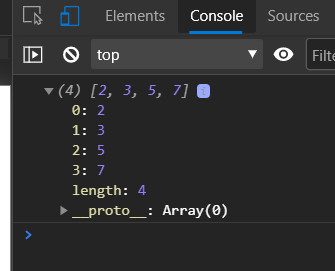 Elements Console Sources
top Filte
(4) [2, 3, 5, 7] i
0: 2
1: 3
2: 5
3: 7
length: 4
__proto__: Array(0)